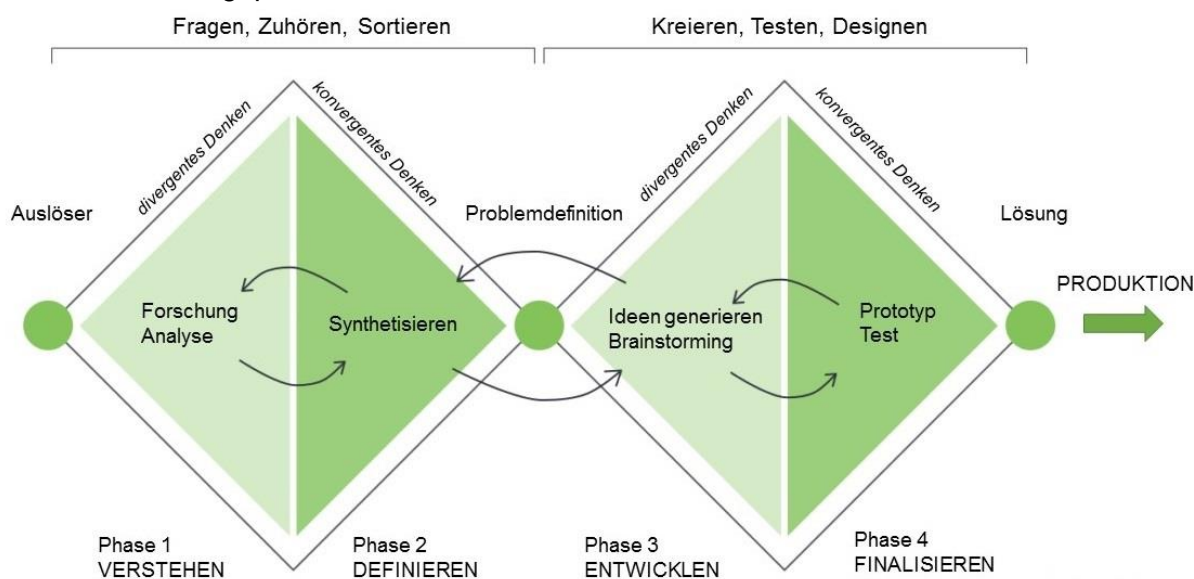 Fragen, Zuhören, Sortieren
Kreieren, Testen, Designen
divergentes Denken
konvergentes Denken
divergentes Denken
konvergentes Denken
Auslöser
Problemdefinition
Lösung
PRODUKTION
Forschung
Analyse
Synthetisieren
Ideen generieren
Brainstorming
Prototyp
Test
Phase 1
VERSTEHEN
Phase 2
DEFINIEREN
Phase 3
ENTWICKLEN
Phase 4
FINALISIEREN